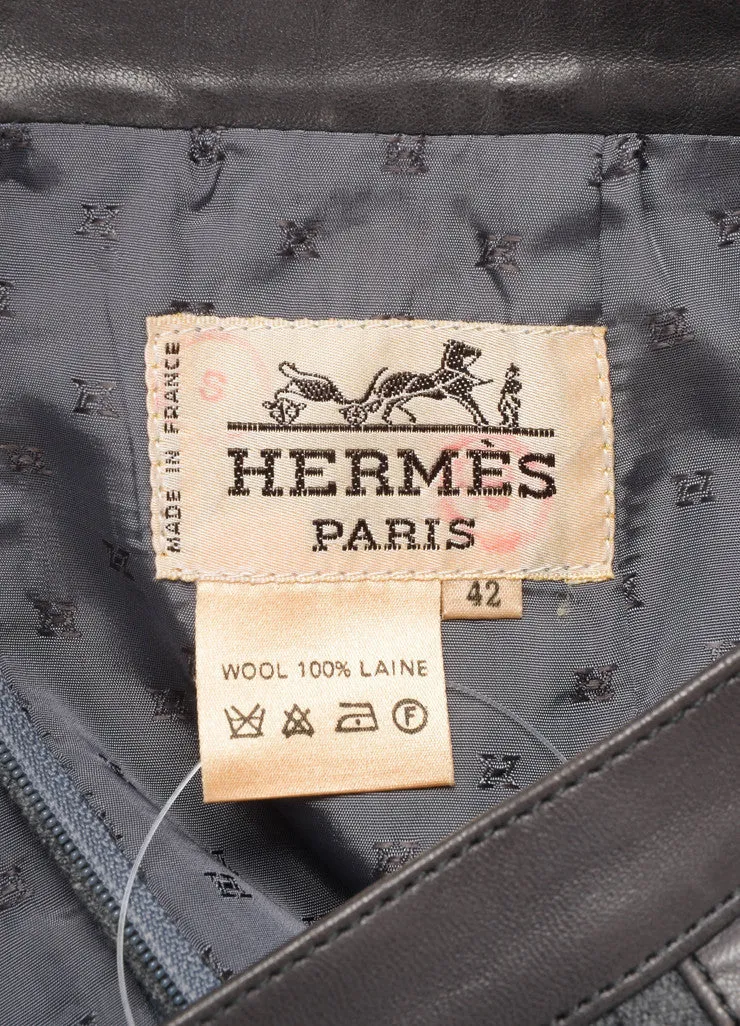 MADE IN FRANCE
S
HERMÈS
PARIS
42
WOOL 100% LAINE
F